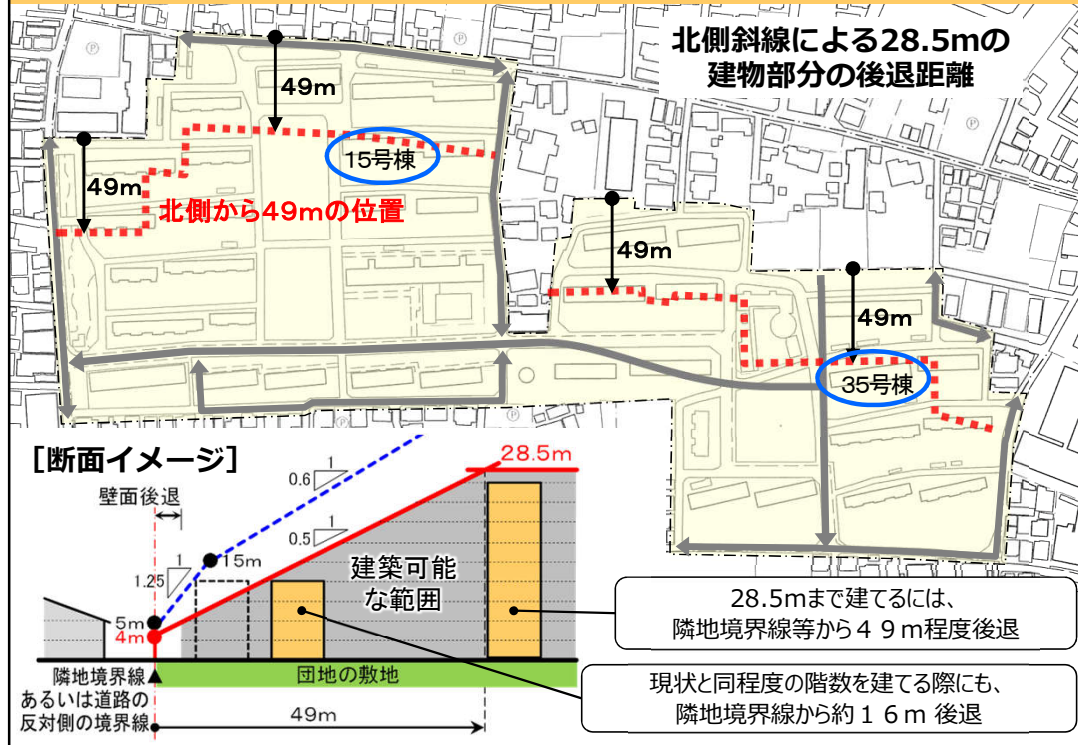 北側斜線による28.5mの
建物部分の後退距離
49m
49m
15号棟
北側から49mの位置
49m
49m
35号棟
Ⓟ
Ⓟ
Ⓟ
Ⓟ
Ⓟ
［断面イメージ］
壁面後退
28.5m
0.6
1
0.5
1
1.25
1
15m
5m
4m
建築可能
な範囲
隣地境界線
あるいは道路の
反対側の境界線
団地の敷地
49m
28.5mまで建てるには、
隣地境界線等から４９m程度後退
現状と同程度の階数を建てる際にも、
隣地境界線から約１６m 後退